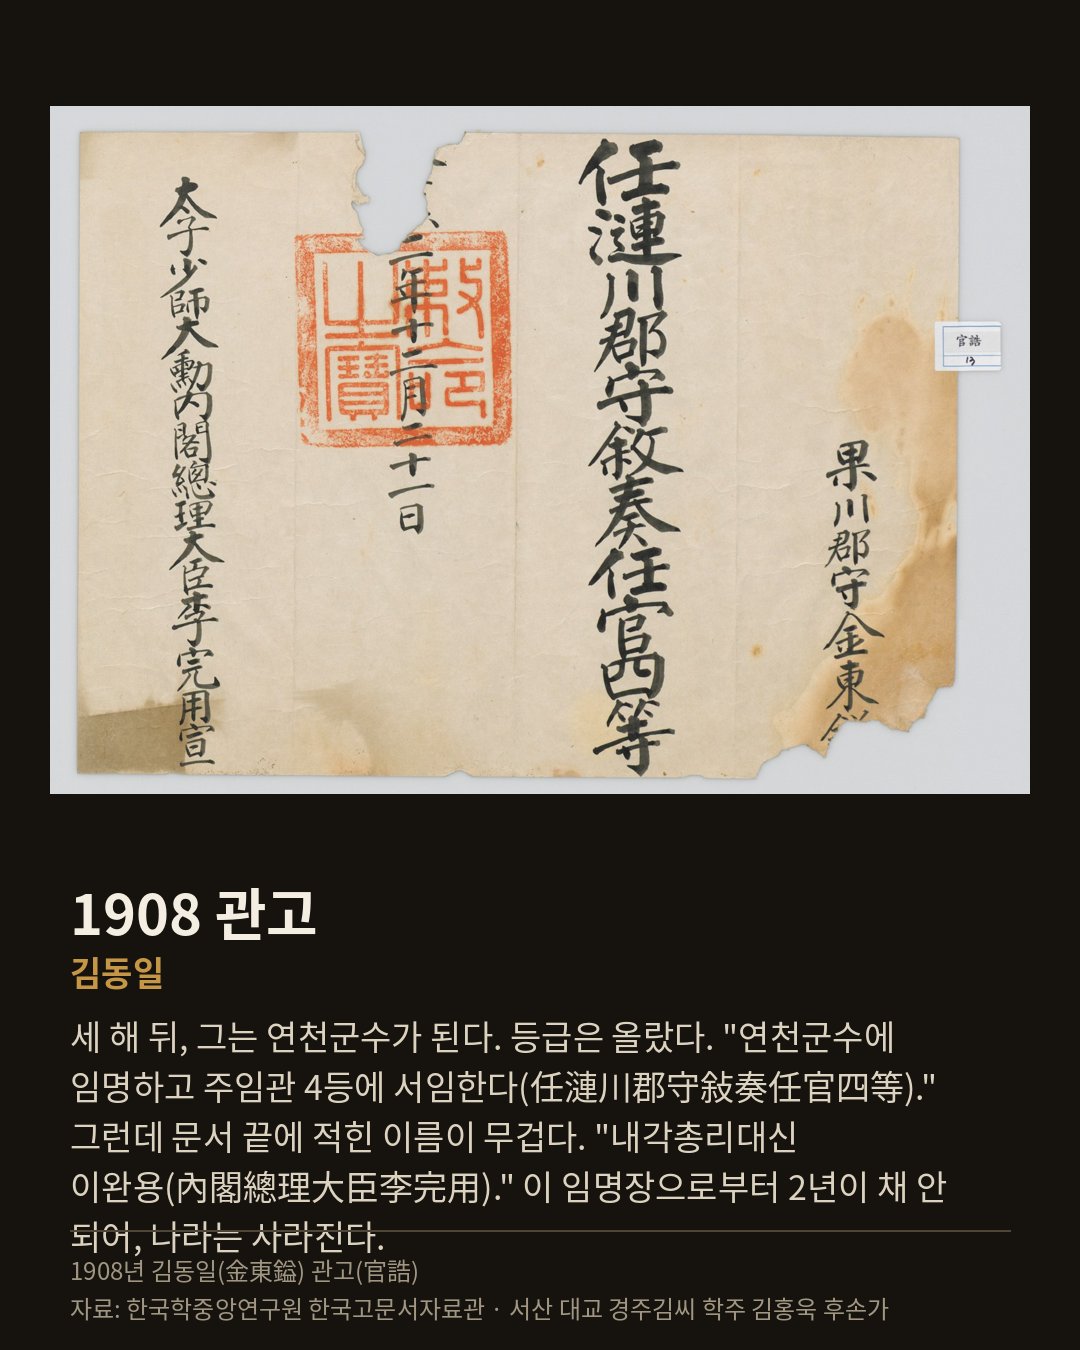 果川郡守金東
任漣川郡守敘奏任官四等
二年十二月二十一日
敕命之寶
太子少師大勳內閣總理大臣李完用宣
官誥
13
1908 관고
김동일
세 해 뒤, 그는 연천군수가 된다. 등급은 올랐다. "연천군수에
임명하고 주임관 4등에 서임한다(任漣川郡守敍奏任官四等)."
그런데 문서 끝에 적힌 이름이 무겁다. "내각총리대신
이완용(內閣總理大臣李完用)." 이 임명장으로부터 2년이 채 안
되어, 나라는 사라진다.
1908년 김동일(金東鎰) 관고(官誥)
자료: 한국학중앙연구원 한국고문서자료관 · 서산 대교 경주김씨 학주 김홍욱 후손가